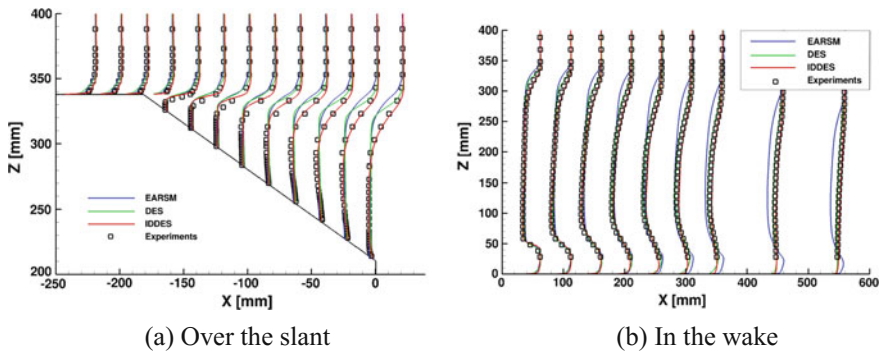 400
350
300
250
200
Z [mm]
-250 -200 -150 -100 -50 0
X [mm]
EARSM
DES
IDDES
Experiments
(a) Over the slant
400
350
300
250
200
150
100
50
0
Z [mm]
0 100 200 300 400 500 600
X [mm]
EARSM
DES
IDDES
Experiments
(b) In the wake